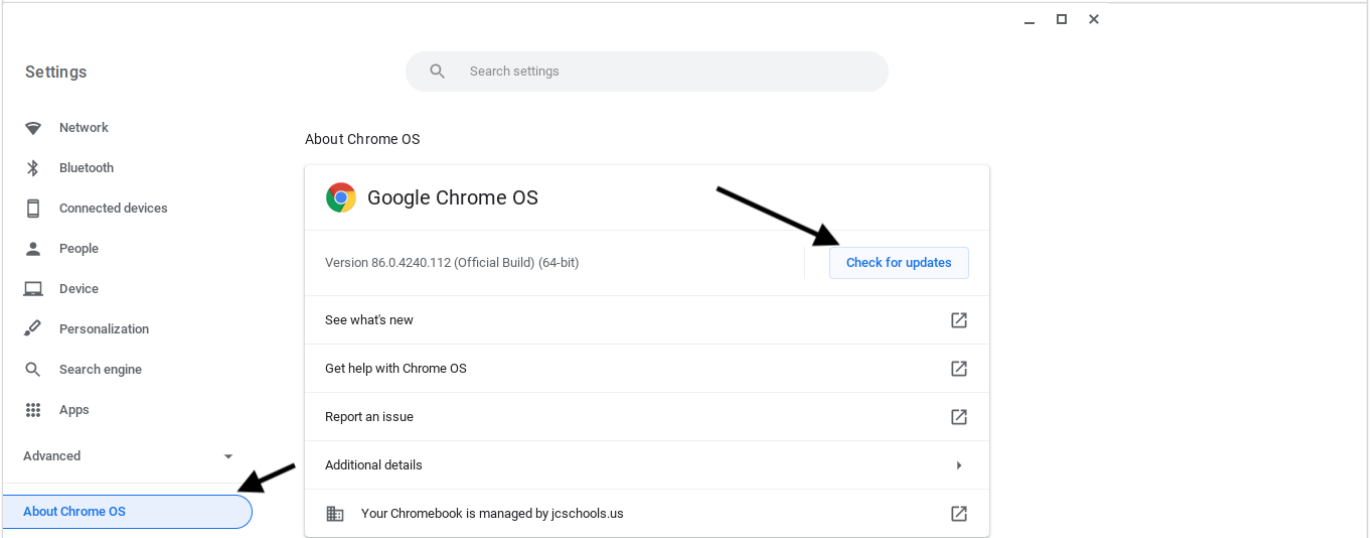 Settings
Search settings
Network
Bluetooth
Connected devices
People
Device
Personalization
Search engine
Apps
Advanced
About Chrome OS
About Chrome OS
Google Chrome OS
Version 86.0.4240.112 (Official Build) (64-bit)
Check for updates
See what's new
Get help with Chrome OS
Report an issue
Additional details
Your Chromebook is managed by jcschools.us